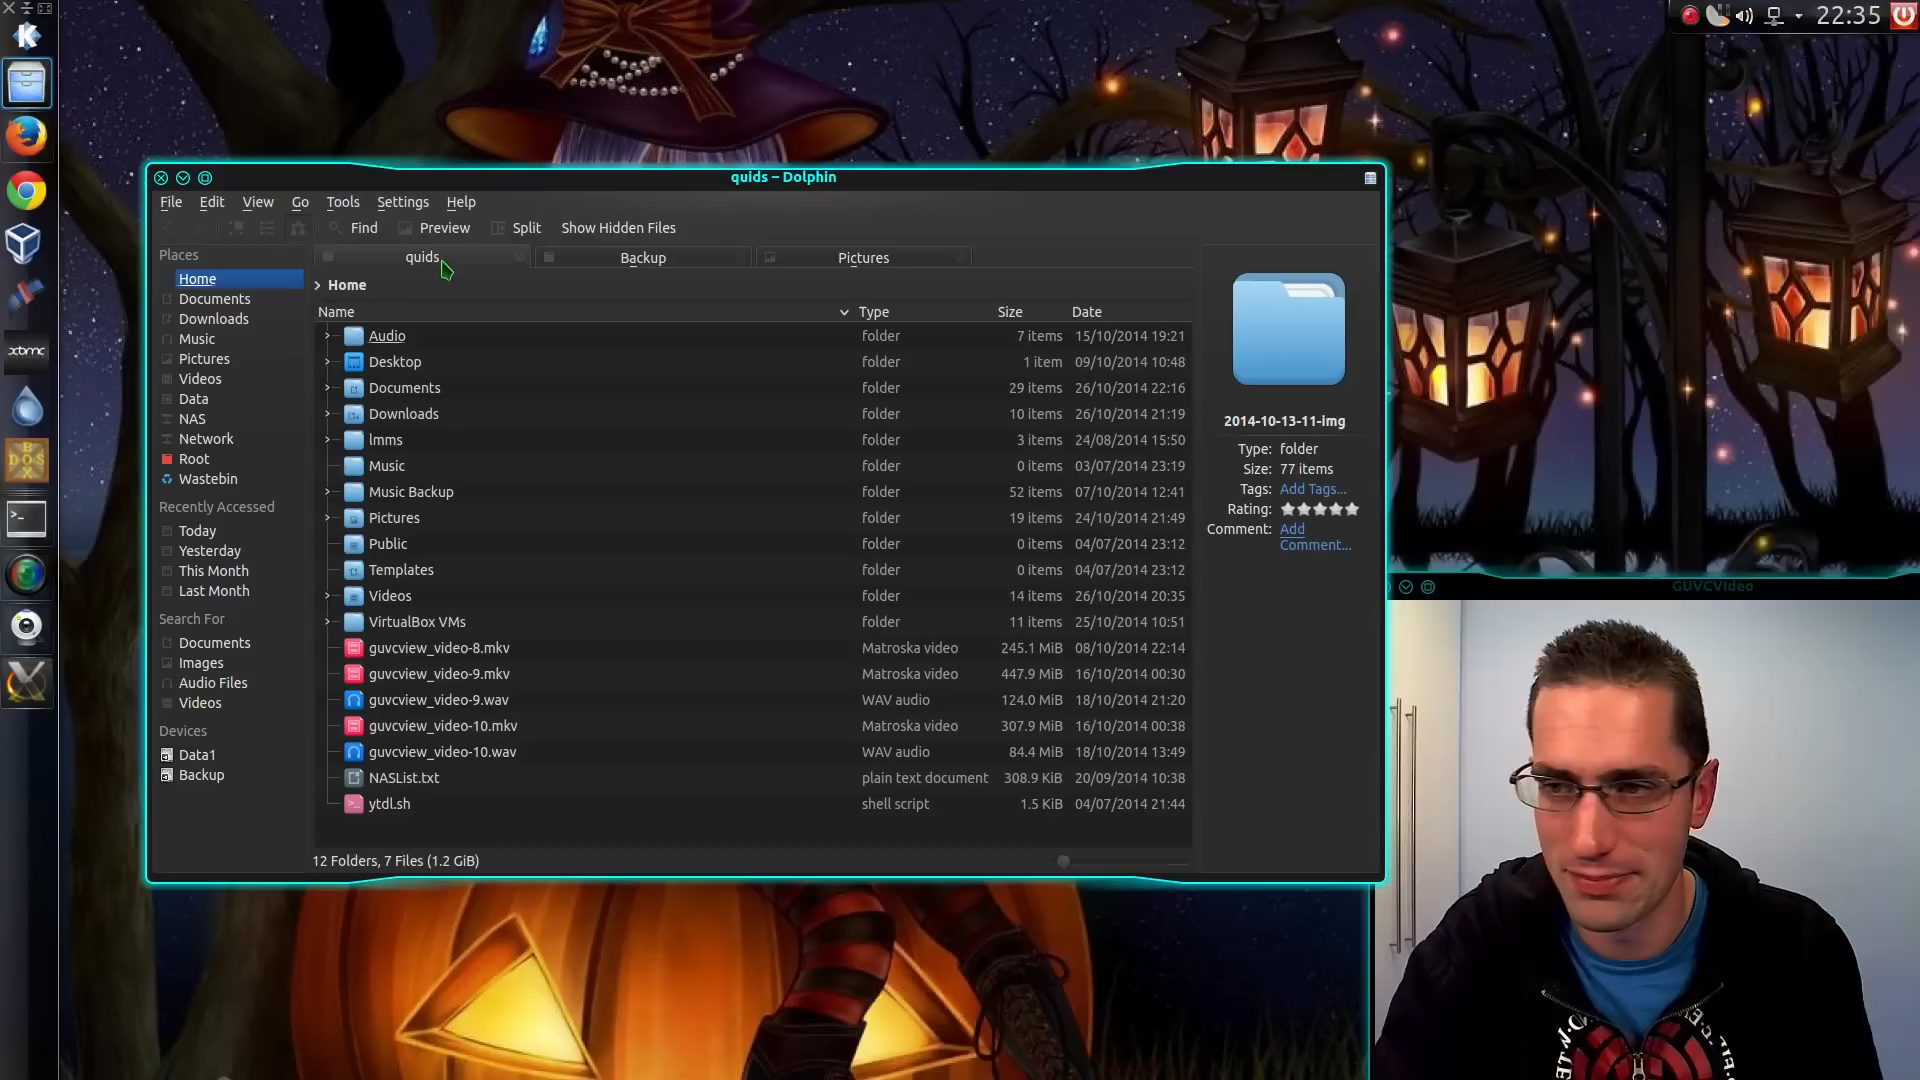 22:35
quids – Dolphin
File Edit View Go Tools Settings Help
Find Preview Split Show Hidden Files
Places
Home
Documents
Downloads
Music
Pictures
Videos
Data
NAS
Network
Root
Wastebin
Recently Accessed
Today
Yesterday
This Month
Last Month
Search For
Documents
Images
Audio Files
Videos
Devices
Data1
Backup
quids Backup Pictures
> Home
Name Type Size Date
Audio folder 7 items 15/10/2014 19:21
Desktop folder 1 item 09/10/2014 10:48
Documents folder 29 items 26/10/2014 22:16
Downloads folder 10 items 26/10/2014 21:19
lmms folder 3 items 24/08/2014 15:50
Music folder 0 items 03/07/2014 23:19
Music Backup folder 52 items 07/10/2014 12:41
Pictures folder 19 items 24/10/2014 21:49
Public folder 0 items 04/07/2014 23:12
Templates folder 0 items 04/07/2014 23:12
Videos folder 14 items 26/10/2014 20:35
VirtualBox VMs folder 11 items 25/10/2014 10:51
guvcview_video-8.mkv Matroska video 245.1 MiB 08/10/2014 22:14
guvcview_video-9.mkv Matroska video 447.9 MiB 16/10/2014 00:30
guvcview_video-9.wav WAV audio 124.0 MiB 18/10/2014 21:20
guvcview_video-10.mkv Matroska video 307.9 MiB 16/10/2014 00:38
guvcview_video-10.wav WAV audio 84.4 MiB 18/10/2014 13:49
NASList.txt plain text document 308.9 KiB 20/09/2014 10:38
ytdl.sh shell script 1.5 KiB 04/07/2014 21:44
12 Folders, 7 Files (1.2 GiB)
2014-10-13-11-img
Type: folder
Size: 77 items
Tags: Add Tags...
Rating:
Comment: Add
Comment...
GUVCVideo
xbmc
DOS
BOX